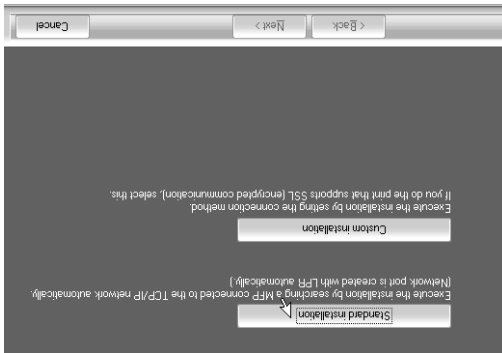 Standard installation
Execute the installation by searching a MFP connected to the TCP/IP network automatically.
(Network port is created with LPR automatically.)
Custom installation
Execute the installation by setting the connection method.
If you do the print that supports SSL (encrypted communication), select this.
< Back
Next >
Cancel